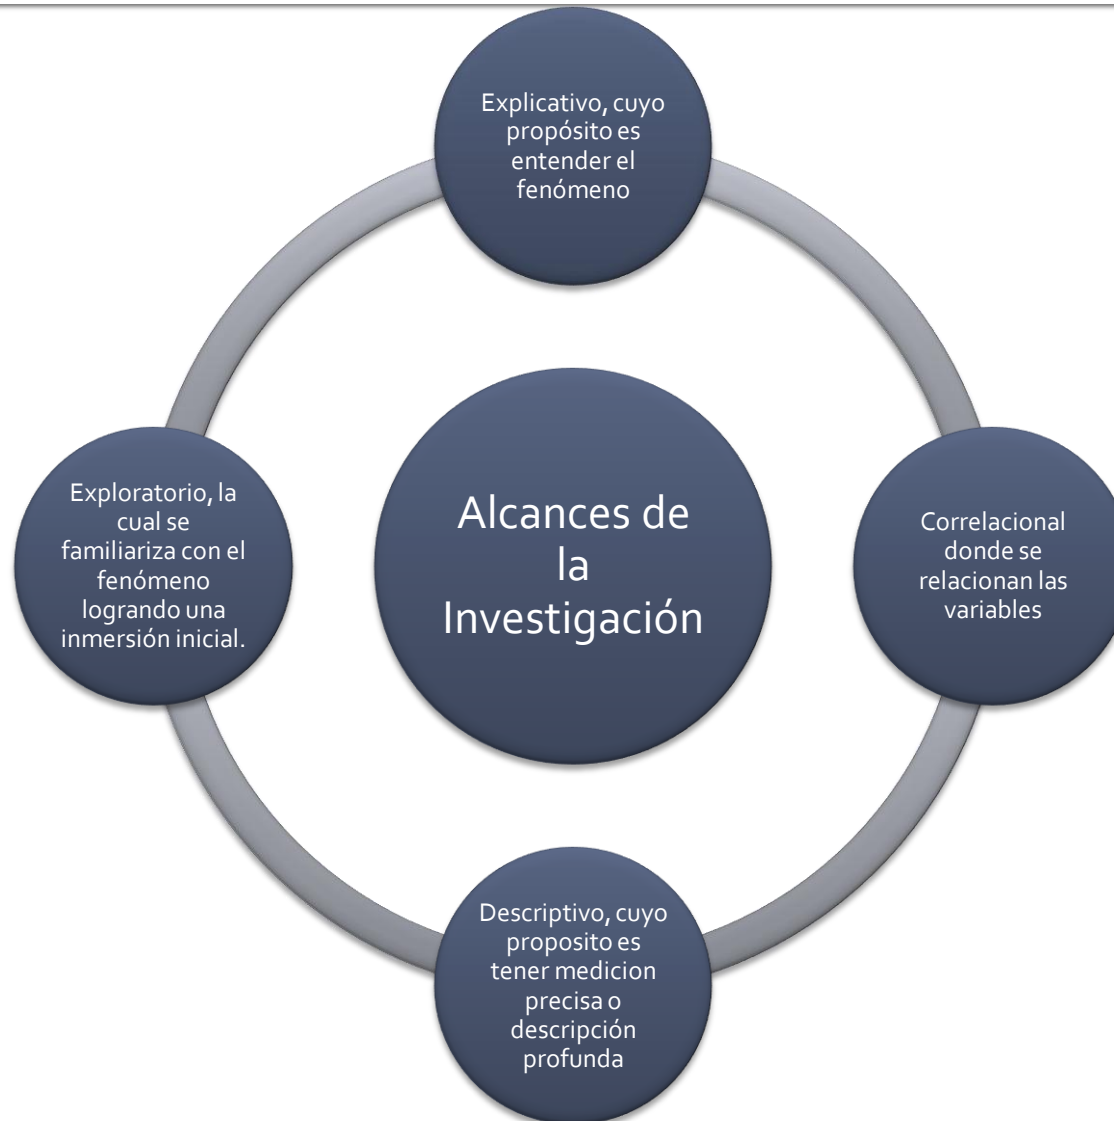 Explicativo, cuyo
propósito es
entender el
fenómeno
Exploratorio, la
cual se
familiariza con el
fenómeno
logrando una
inmersión inicial.
Alcances de
la
Investigación
Correlacional
donde se
relacionan las
variables
Descriptivo, cuyo
proposito es
tener medicion
precisa o
descripción
profunda